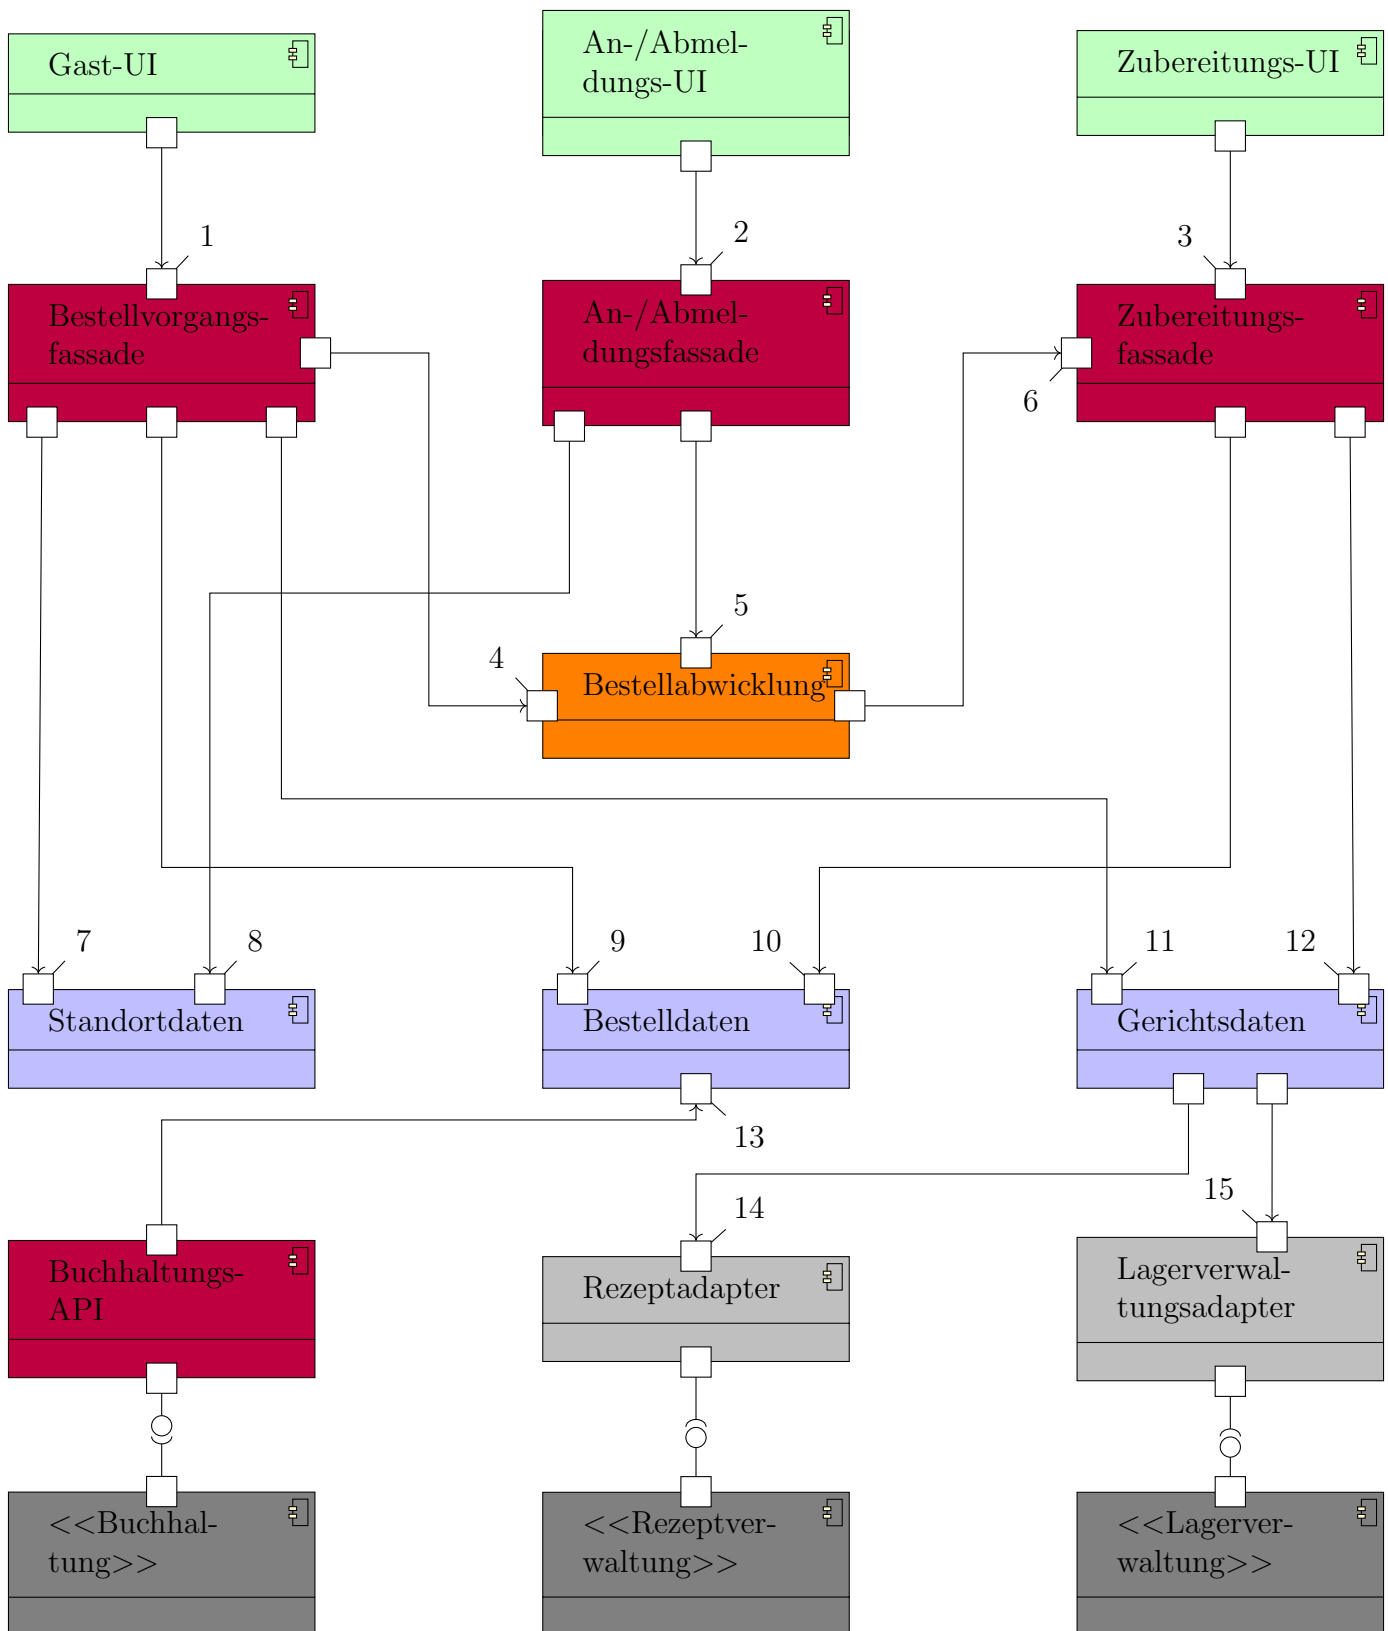 Gast-UI
An-/Abmel-
dungs-UI
Zubereitungs-UI
1
2
3
Bestellvorgangs-
fassade
An-/Abmel-
dungsfassade
Zubereitungs-
fassade
6
5
4
Bestellabwicklung
7
8
9
10
11
12
Standortdaten
Bestelldaten
Gerichtsdaten
13
14
15
Buchhaltungs-
API
Rezeptadapter
Lagerverwal-
tungsadapter
<<Buchhal-
tung>>
<<Rezeptver-
waltung>>
<<Lagerver-
waltung>>